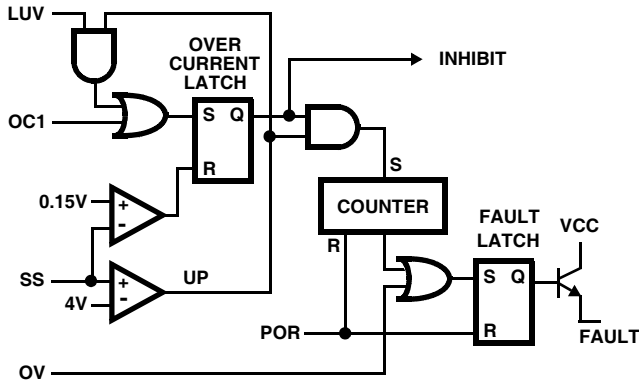 LUV
OVER
CURRENT
LATCH
INHIBIT
OC1
S Q
R
0.15V
+
-
S
COUNTER
R
FAULT
LATCH
VCC
SS
+
-
4V
UP
S Q
R
POR
FAULT
OV